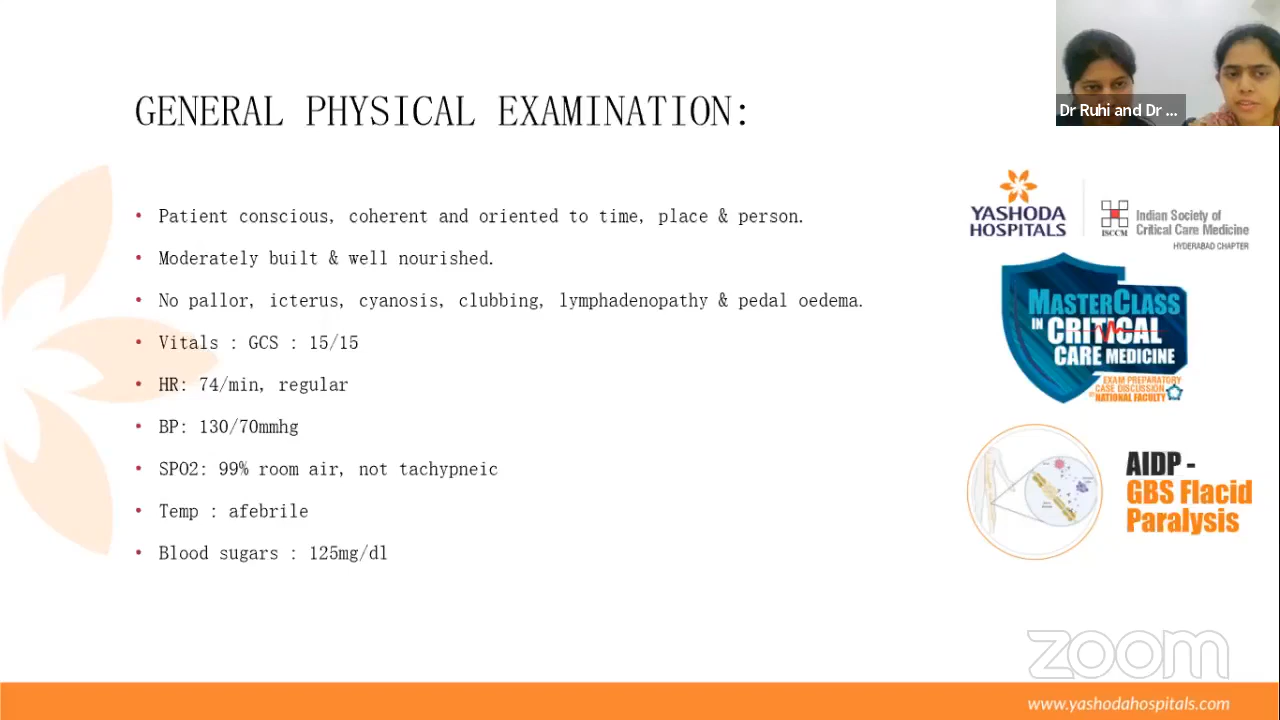 GENERAL PHYSICAL EXAMINATION:
• Patient conscious, coherent and oriented to time, place & person.
• Moderately built & well nourished.
• No pallor, icterus, cyanosis, clubbing, lymphadenopathy & pedal oedema.
• Vitals : GCS : 15/15
• HR: 74/min, regular
• BP: 130/70mmhg
• SPO2: 99% room air, not tachypneic
• Temp : afebrile
• Blood sugars : 125mg/dl
Dr Ruhi and Dr ...
YASHODA
HOSPITALS
ISCCM
Indian Society of
Critical Care Medicine
HYDERABAD CHAPTER
MASTERCLASS
IN CRITICAL
CARE MEDICINE
EXAM PREPARATORY
CASE DISCUSSION
NATIONAL FACULTY
AIDP -
GBS Flacid
Paralysis
zoom
www.yashodahospitals.com